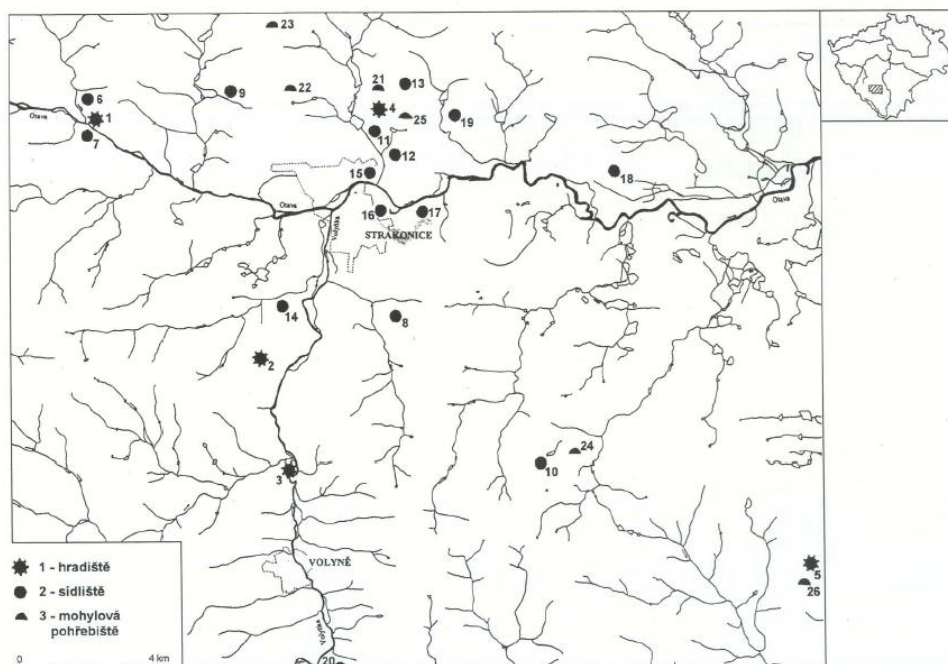 23
21
13
6
9
22
4
Otava
1
25
19
7
11
12
15
18
Otava
16
17
Otava
Volyňka
STRAKONICE
14
8
2
24
10
3
VOLYNĚ
5
26
1 - hradiště
2 - sídliště
3 - mohylová
pohřebiště
Volyňka
20
0 4 km